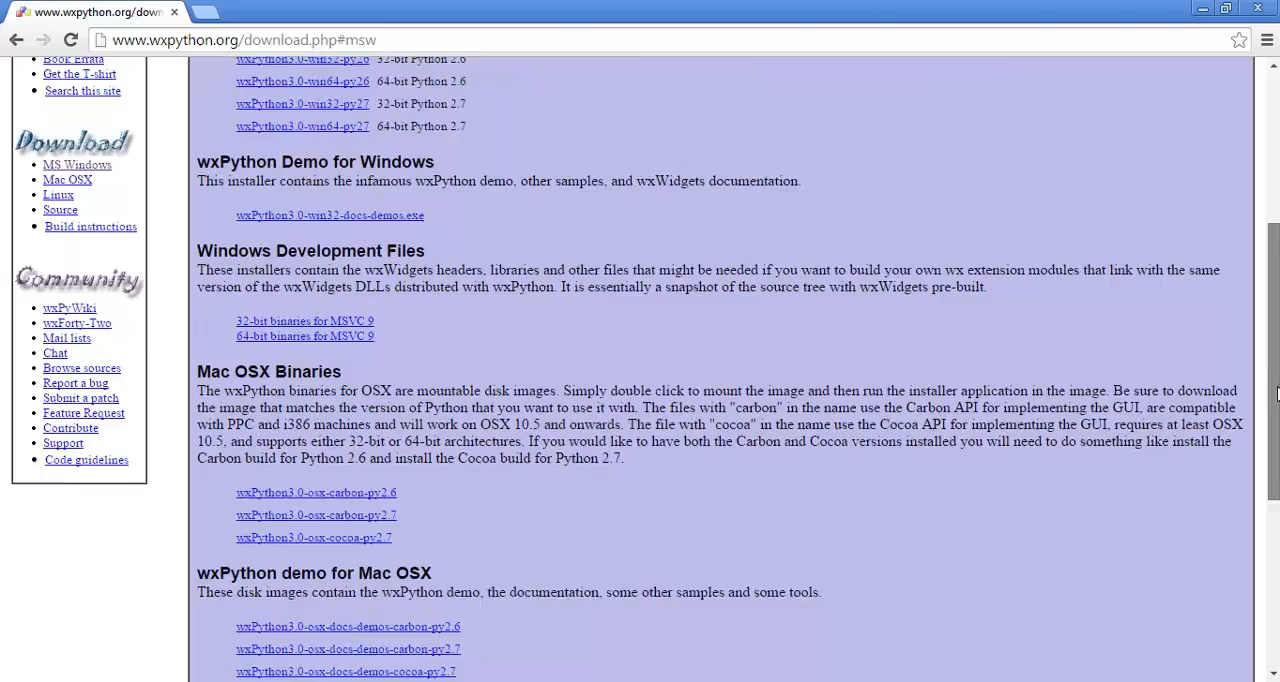 www.wxpython.org/down
www.wxpython.org/download.php#msw
Book Errata
Get the T-shirt
Search this site
Download
MS Windows
Mac OSX
Linux
Source
Build instructions
Community
wxPyWiki
wxForty-Two
Mail lists
Chat
Browse sources
Report a bug
Submit a patch
Feature Request
Contribute
Support
Code guidelines
wxPython3.0-win32-py26 32-bit Python 2.6
wxPython3.0-win64-py26 64-bit Python 2.6
wxPython3.0-win32-py27 32-bit Python 2.7
wxPython3.0-win64-py27 64-bit Python 2.7
wxPython Demo for Windows
This installer contains the infamous wxPython demo, other samples, and wxWidgets documentation.
wxPython3.0-win32-docs-demos.exe
Windows Development Files
These installers contain the wxWidgets headers, libraries and other files that might be needed if you want to build your own wx extension modules that link with the same
version of the wxWidgets DLLs distributed with wxPython. It is essentially a snapshot of the source tree with wxWidgets pre-built.
32-bit binaries for MSVC 9
64-bit binaries for MSVC 9
Mac OSX Binaries
The wxPython binaries for OSX are mountable disk images. Simply double click to mount the image and then run the installer application in the image. Be sure to download
the image that matches the version of Python that you want to use it with. The files with "carbon" in the name use the Carbon API for implementing the GUI, are compatible
with PPC and i386 machines and will work on OSX 10.5 and onwards. The file with "cocoa" in the name use the Cocoa API for implementing the GUI, requires at least OSX
10.5, and supports either 32-bit or 64-bit architectures. If you would like to have both the Carbon and Cocoa versions installed you will need to do something like install the
Carbon build for Python 2.6 and install the Cocoa build for Python 2.7.
wxPython3.0-osx-carbon-py2.6
wxPython3.0-osx-carbon-py2.7
wxPython3.0-osx-cocoa-py2.7
wxPython demo for Mac OSX
These disk images contain the wxPython demo, the documentation, some other samples and some tools.
wxPython3.0-osx-docs-demos-carbon-py2.6
wxPython3.0-osx-docs-demos-carbon-py2.7
wxPython3.0-osx-docs-demos-cocoa-py2.7